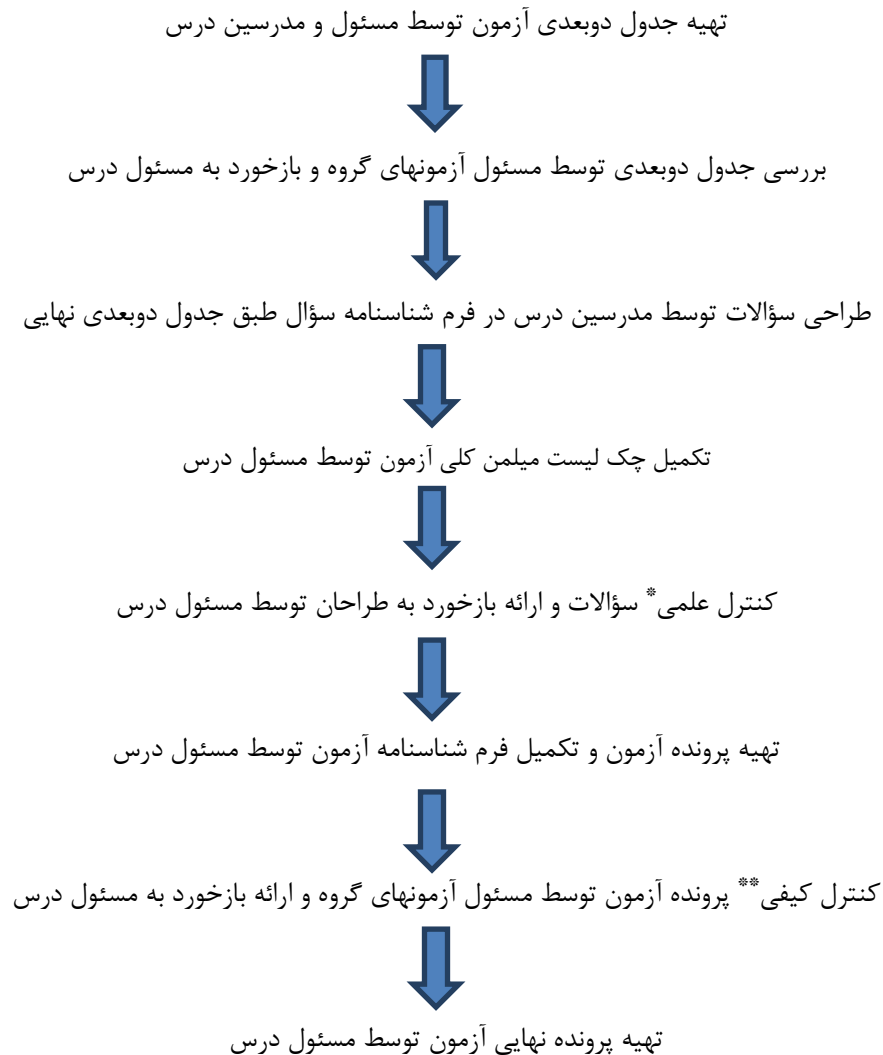 تهیه جدول دوبعدی آزمون توسط مسئول و مدرسین درس
بررسی جدول دوبعدی توسط مسئول آزمونهای گروه و بازخورد به مسئول درس
طراحی سؤالات توسط مدرسین درس در فرم شناسنامه سؤال طبق جدول دوبعدی نهایی
تکمیل چک لیست میلمن کلی آزمون توسط مسئول درس
کنترل علمی* سؤالات و ارائه بازخورد به طراحان توسط مسئول درس
تهیه پرونده آزمون و تکمیل فرم شناسنامه آزمون توسط مسئول درس
کنترل کیفی** پرونده آزمون توسط مسئول آزمونهای گروه و ارائه بازخورد به مسئول درس
تهیه پرونده نهایی آزمون توسط مسئول درس